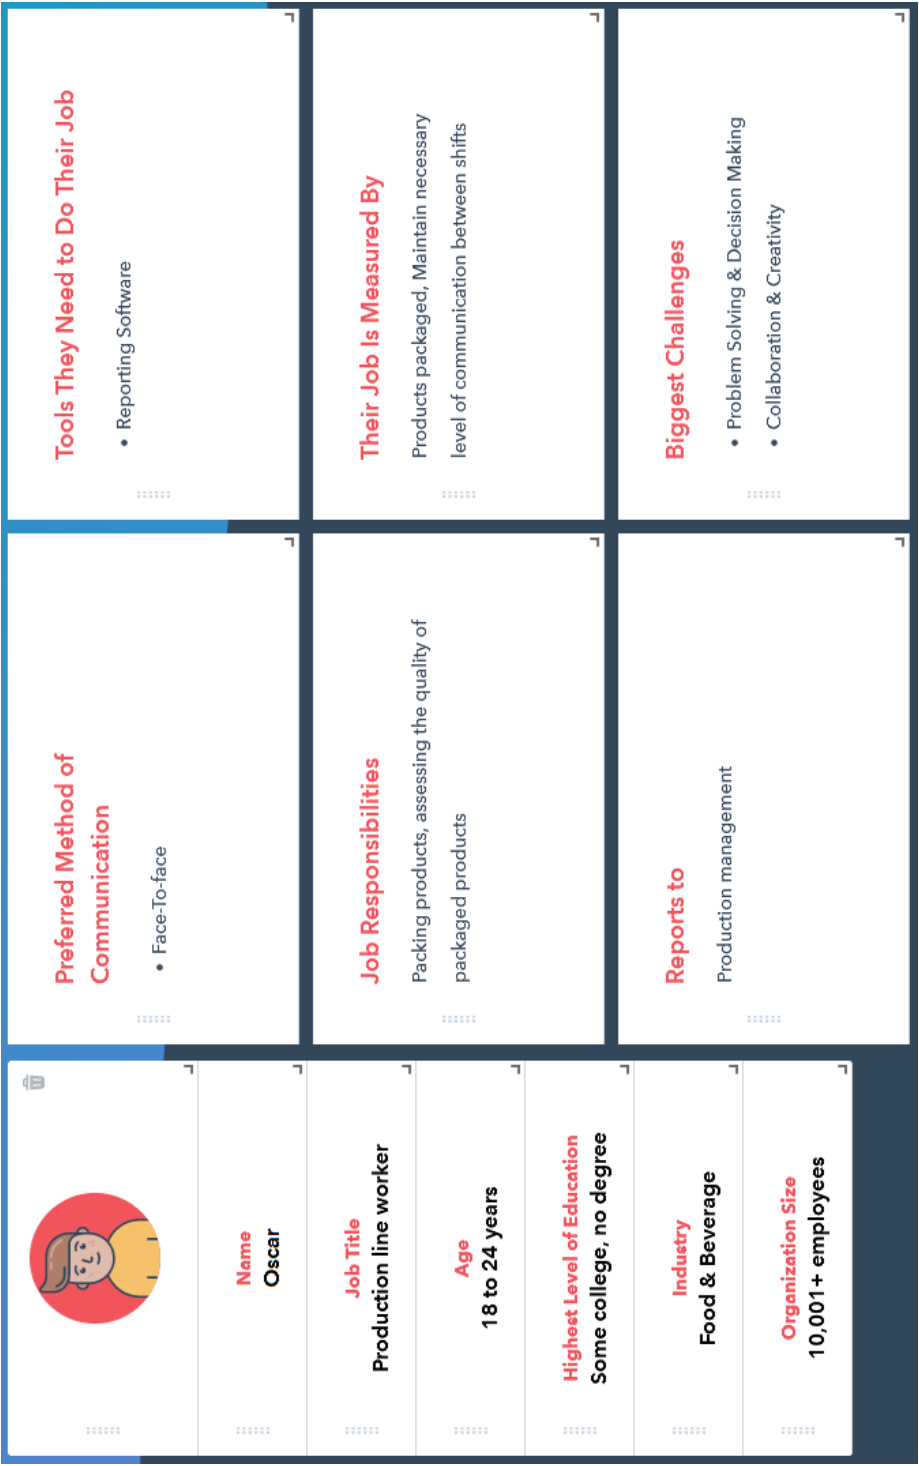 Name
Oscar
Job Title
Production line worker
Age
18 to 24 years
Highest Level of Education
Some college, no degree
Industry
Food & Beverage
Organization Size
10,001+ employees
Preferred Method of
Communication
• Face-To-face
Tools They Need to Do Their Job
• Reporting Software
Job Responsibilities
Packing products, assessing the quality of
packaged products
Their Job Is Measured By
Products packaged, Maintain necessary
level of communication between shifts
Reports to
Production management
Biggest Challenges
• Problem Solving & Decision Making
• Collaboration & Creativity